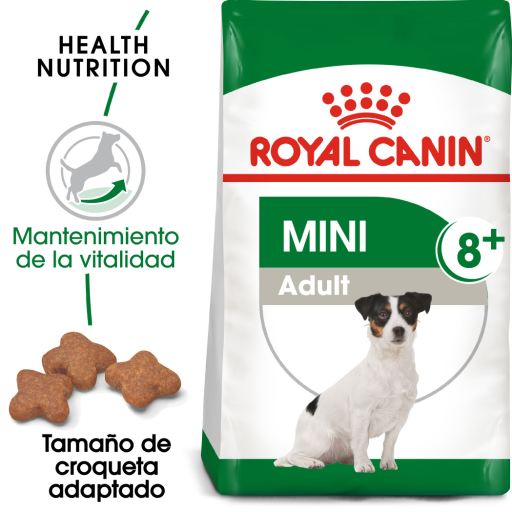 HEALTH
NUTRITION
Mantenimiento
de la vitalidad
Tamaño de
croqueta
adaptado
ROYAL CANIN®
MINI
Adult
8+